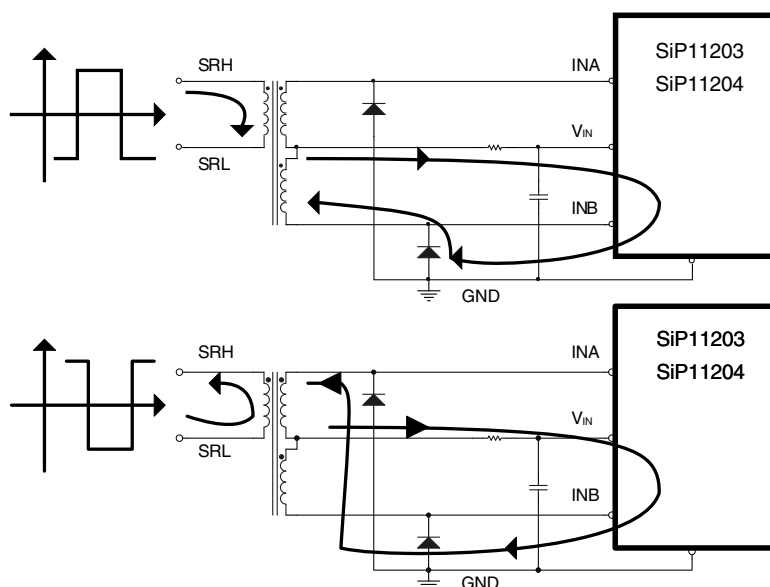 SRH
INA
SiP11203
SiP11204
VIN
SRL
INB
GND
SRH
INA
SiP11203
SiP11204
VIN
SRL
INB
GND